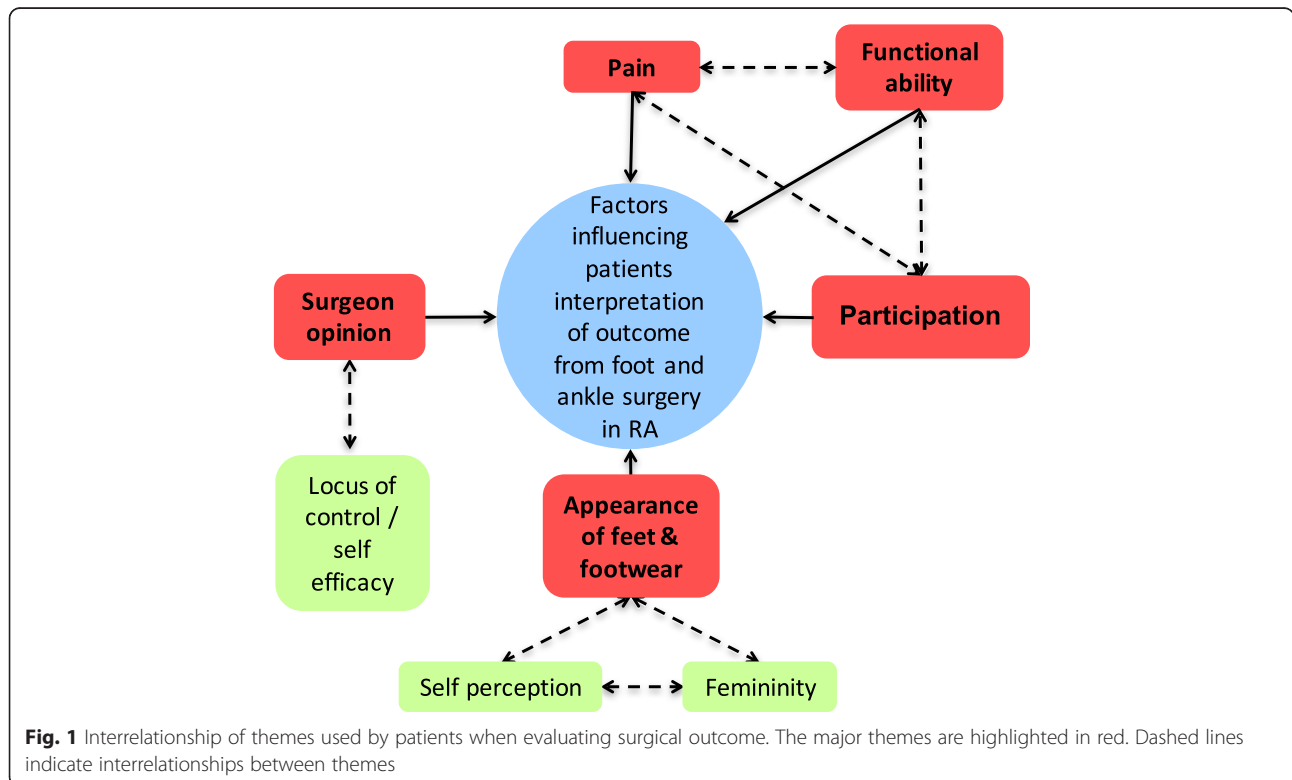 Pain
Functional
ability
Factors
influencing
patients
interpretation
of outcome
from foot and
ankle surgery
in RA
Surgeon
opinion
Participation
Locus of
control /
self
efficacy
Appearance
of feet &
footwear
Self perception
Femininity
Fig. 1 Interrelationship of themes used by patients when evaluating surgical outcome. The major themes are highlighted in red. Dashed lines
indicate interrelationships between themes